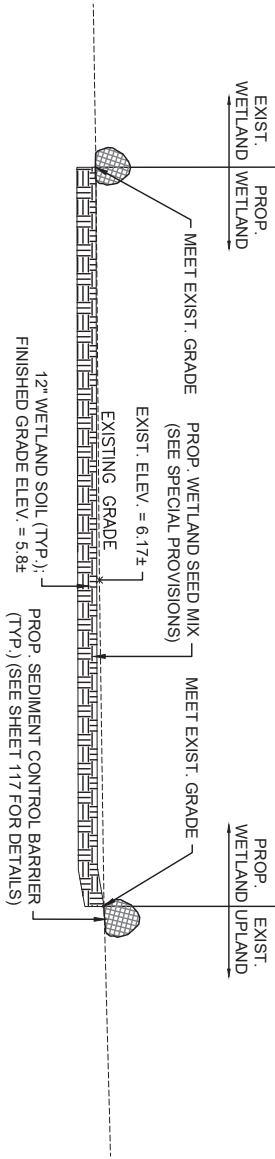 EXIST.
WETLAND
PROP.
WETLAND
MEET EXIST. GRADE
PROP. WETLAND SEED MIX
(SEE SPECIAL PROVISIONS)
EXIST. ELEV. = 6.17±
EXISTING GRADE
12" WETLAND SOIL (TYP.);
FINISHED GRADE ELEV. = 5.8±
MEET EXIST. GRADE
PROP.
WETLAND
EXIST.
UPLAND
PROP. SEDIMENT CONTROL BARRIER
(TYP.) (SEE SHEET 117 FOR DETAILS)